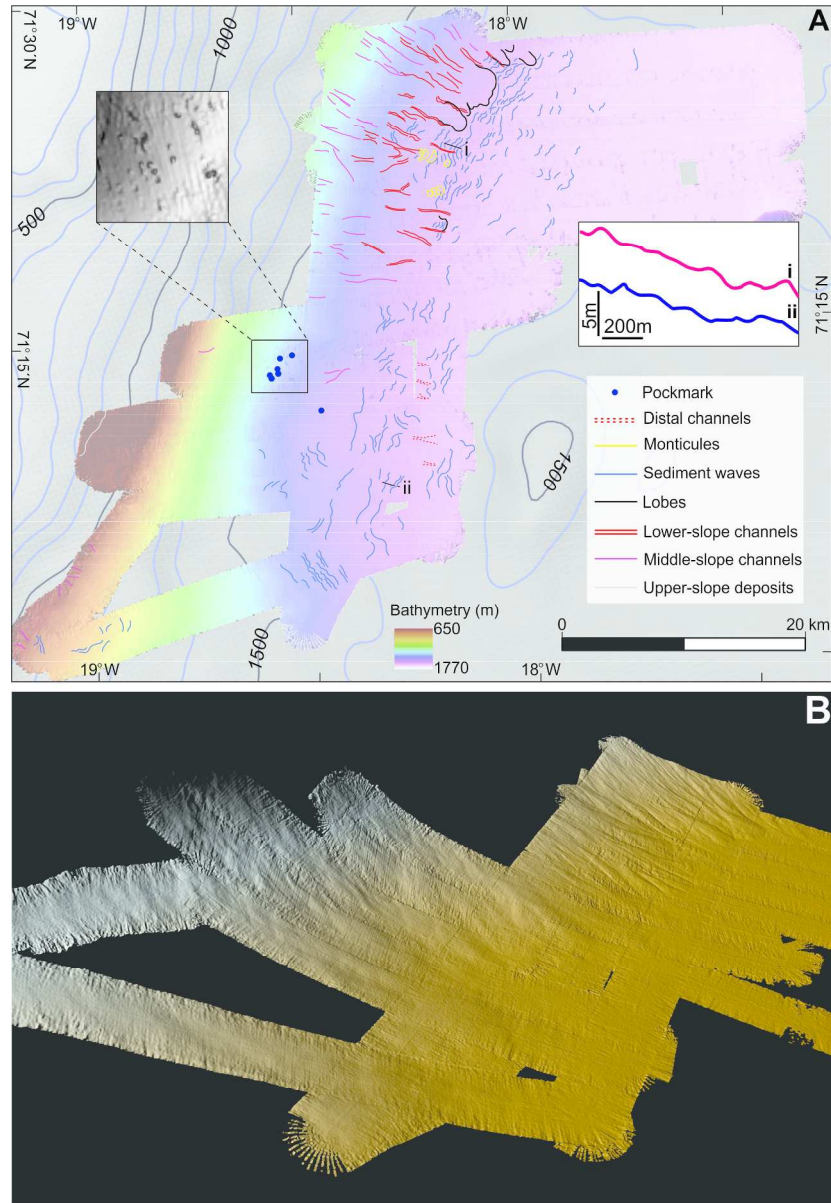 19°W
18°W
A
71°30′N
1000
i
500
i
ii
5m
200m
71°15′N
71°15′N
Pockmark
Distal channels
Monticules
Sediment waves
Lobes
Lower-slope channels
Middle-slope channels
Upper-slope deposits
1500
ii
Bathymetry (m)
650
1770
0
20 km
19°W
1500
18°W
B